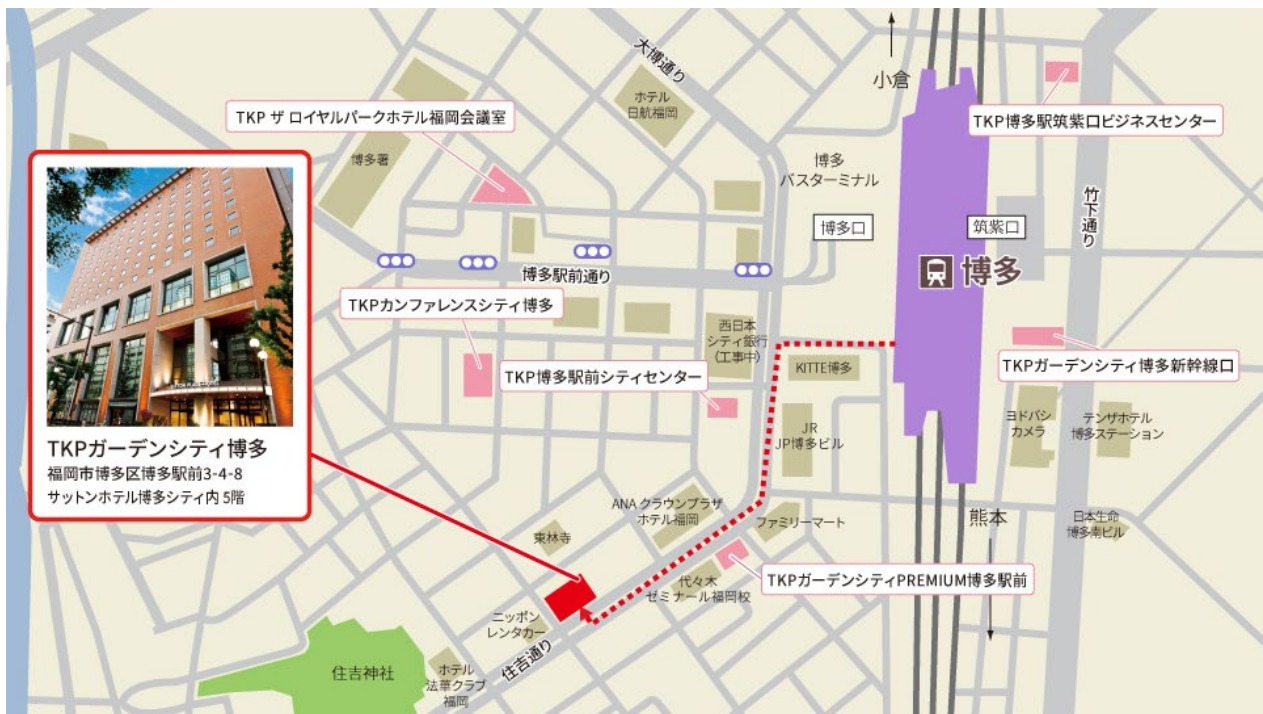 大博通り
小倉
ホテル
日航福岡
TKP ザ ロイヤルパークホテル福岡会議室
TKP博多駅筑紫口ビジネスセンター
博多署
博多
バスターミナル
竹下通り
博多口
筑紫口
博多駅前通り
博多
TKPカンファレンスシティ博多
西日本
シティ銀行
(工事中)
KITTE博多
TKP博多駅前シティセンター
TKPガーデンシティ博多新幹線口
JR
JP博多ビル
ヨドバシ
カメラ
テンザホテル
博多ステーション
TKPガーデンシティ博多
福岡市博多区博多駅前3-4-8
サットンホテル博多シティ内 5階
ANA クラウンプラザ
ホテル福岡
ファミリーマート
熊本
日本生命
博多南ビル
東林寺
代々木
ゼミナール福岡校
TKPガーデンシティPREMIUM博多駅前
ニッポン
レンタカー
住吉通り
住吉神社
ホテル
法華クラブ
福岡